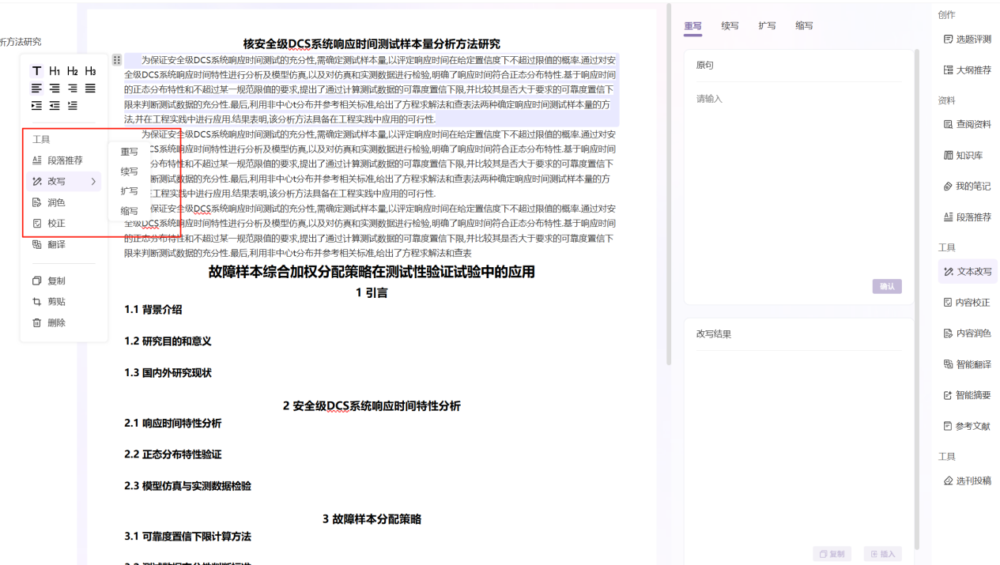 析方法研究
T H1 H2 H3
工具
段落推荐
改写
润色
校正
翻译
复制
剪贴
删除
重写
续写
扩写
缩写
核安全级DCS系统响应时间测试样本量分析方法研究
为保证安全级DCS系统响应时间测试的充分性,需确定测试样本量,以评定响应时间在给定置信度下不超过限值的概率.通过对安
全级DCS系统响应时间特性进行分析及模型仿真,以及对仿真和实测数据进行检验,明确了响应时间符合正态分布特性.基于响应时间
的正态分布特性和不超过某一规范限值的要求,提出了通过计算测试数据的可靠度置信下限,并比较其是否大于要求的可靠度置信下
限来判断测试数据的充分性.最后,利用非中心t分布并参考相关标准,给出了方程求解法和查表法两种确定响应时间测试样本量的方
法,并在工程实践中进行应用.结果表明,该分析方法具备在工程实践中应用的可行性.
为保证安全级DCS系统响应时间测试的充分性,需确定测试样本量,以评定响应时间在给定置信度下不超过限值的概率.通过对安
CS系统响应时间特性进行分析及模型仿真,以及对仿真和实测数据进行检验,明确了响应时间符合正态分布特性.基于响应时间
分布特性和不超过某一规范限值的要求,提出了通过计算测试数据的可靠度置信下限,并比较其是否大于要求的可靠度置信下
断测试数据的充分性.最后,利用非中心t分布并参考相关标准,给出了方程求解法和查表法两种确定响应时间测试样本量的方
工程实践中进行应用.结果表明,该分析方法具备在工程实践中应用的可行性.
保证安全级DCS系统响应时间测试的充分性,需确定测试样本量,以评定响应时间在给定置信度下不超过限值的概率.通过对安
全级DCS系统响应时间特性进行分析及模型仿真,以及对仿真和实测数据进行检验,明确了响应时间符合正态分布特性.基于响应时间
的正态分布特性和不超过某一规范限值的要求,提出了通过计算测试数据的可靠度置信下限,并比较其是否大于要求的可靠度置信下
限来判断测试数据的充分性.最后,利用非中心t分布并参考相关标准,给出了方程求解法和查表
故障样本综合加权分配策略在测试性验证试验中的应用
1 引言
1.1 背景介绍
1.2 研究目的和意义
1.3 国内外研究现状
2 安全级DCS系统响应时间特性分析
2.1 响应时间特性分析
2.2 正态分布特性验证
2.3 模型仿真与实测数据检验
3 故障样本分配策略
3.1 可靠度置信下限计算方法
重写 续写 扩写 缩写
原句
请输入
确认
改写结果
复制 插入
创作
选题评测
大纲推荐
资料
查阅资料
知识库
我的笔记
段落推荐
工具
文本改写
内容校正
内容润色
智能翻译
智能摘要
参考文献
工具
选刊投稿